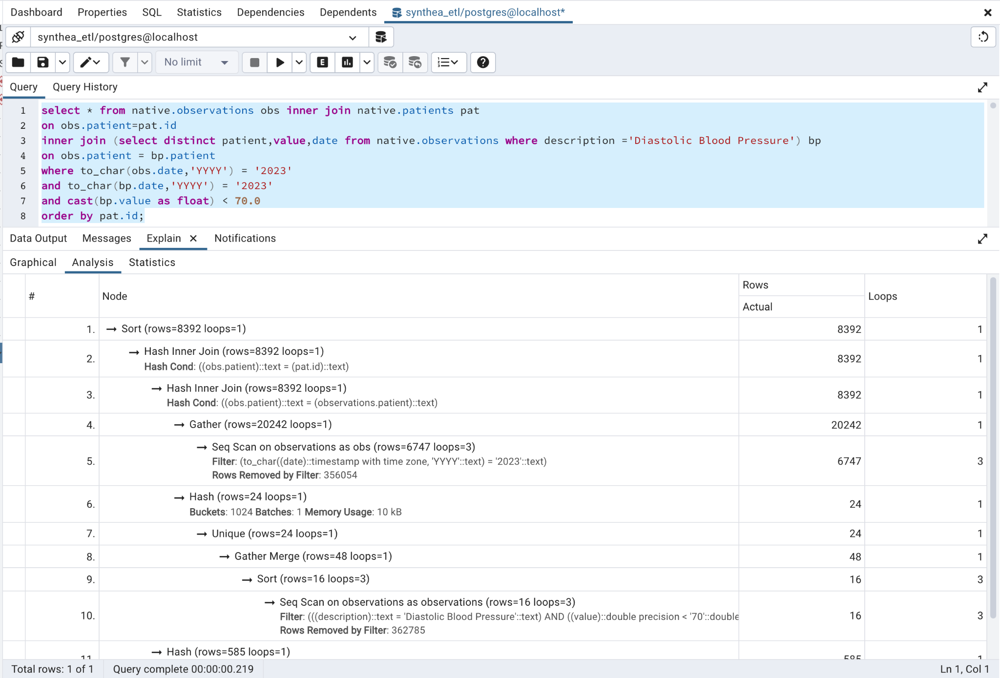 Dashboard Properties SQL Statistics Dependencies Dependents synthea_etl/postgres@localhost*
synthea_etl/postgres@localhost
No limit E
Query Query History
1 select * from native.observations obs inner join native.patients pat
2 on obs.patient=pat.id
3 inner join (select distinct patient,value,date from native.observations where description ='Diastolic Blood Pressure') bp
4 on obs.patient = bp.patient
5 where to_char(obs.date,'YYYY') = '2023'
6 and to_char(bp.date,'YYYY') = '2023'
7 and cast(bp.value as float) < 70.0
8 order by pat.id;
Data Output Messages Explain Notifications
Graphical Analysis Statistics
# Node Rows Loops
Actual
1. → Sort (rows=8392 loops=1) 8392 1
2. → Hash Inner Join (rows=8392 loops=1) 8392 1
Hash Cond: ((obs.patient)::text = (pat.id)::text)
3. → Hash Inner Join (rows=8392 loops=1) 8392 1
Hash Cond: ((obs.patient)::text = (observations.patient)::text)
4. → Gather (rows=20242 loops=1) 20242 1
5. → Seq Scan on observations as obs (rows=6747 loops=3) 6747 3
Filter: (to_char((date)::timestamp with time zone, 'YYYY'::text) = '2023'::text)
Rows Removed by Filter: 356054
6. → Hash (rows=24 loops=1) 24 1
Buckets: 1024 Batches: 1 Memory Usage: 10 kB
7. → Unique (rows=24 loops=1) 24 1
8. → Gather Merge (rows=48 loops=1) 48 1
9. → Sort (rows=16 loops=3) 16 3
10. → Seq Scan on observations as observations (rows=16 loops=3) 16 3
Filter: (((description)::text = 'Diastolic Blood Pressure'::text) AND ((value)::double precision < '70'::double
Rows Removed by Filter: 362785
11. → Hash (rows=585 loops=1) 585 1
Total rows: 1 of 1 Query complete 00:00:00.219 Ln 1, Col 1